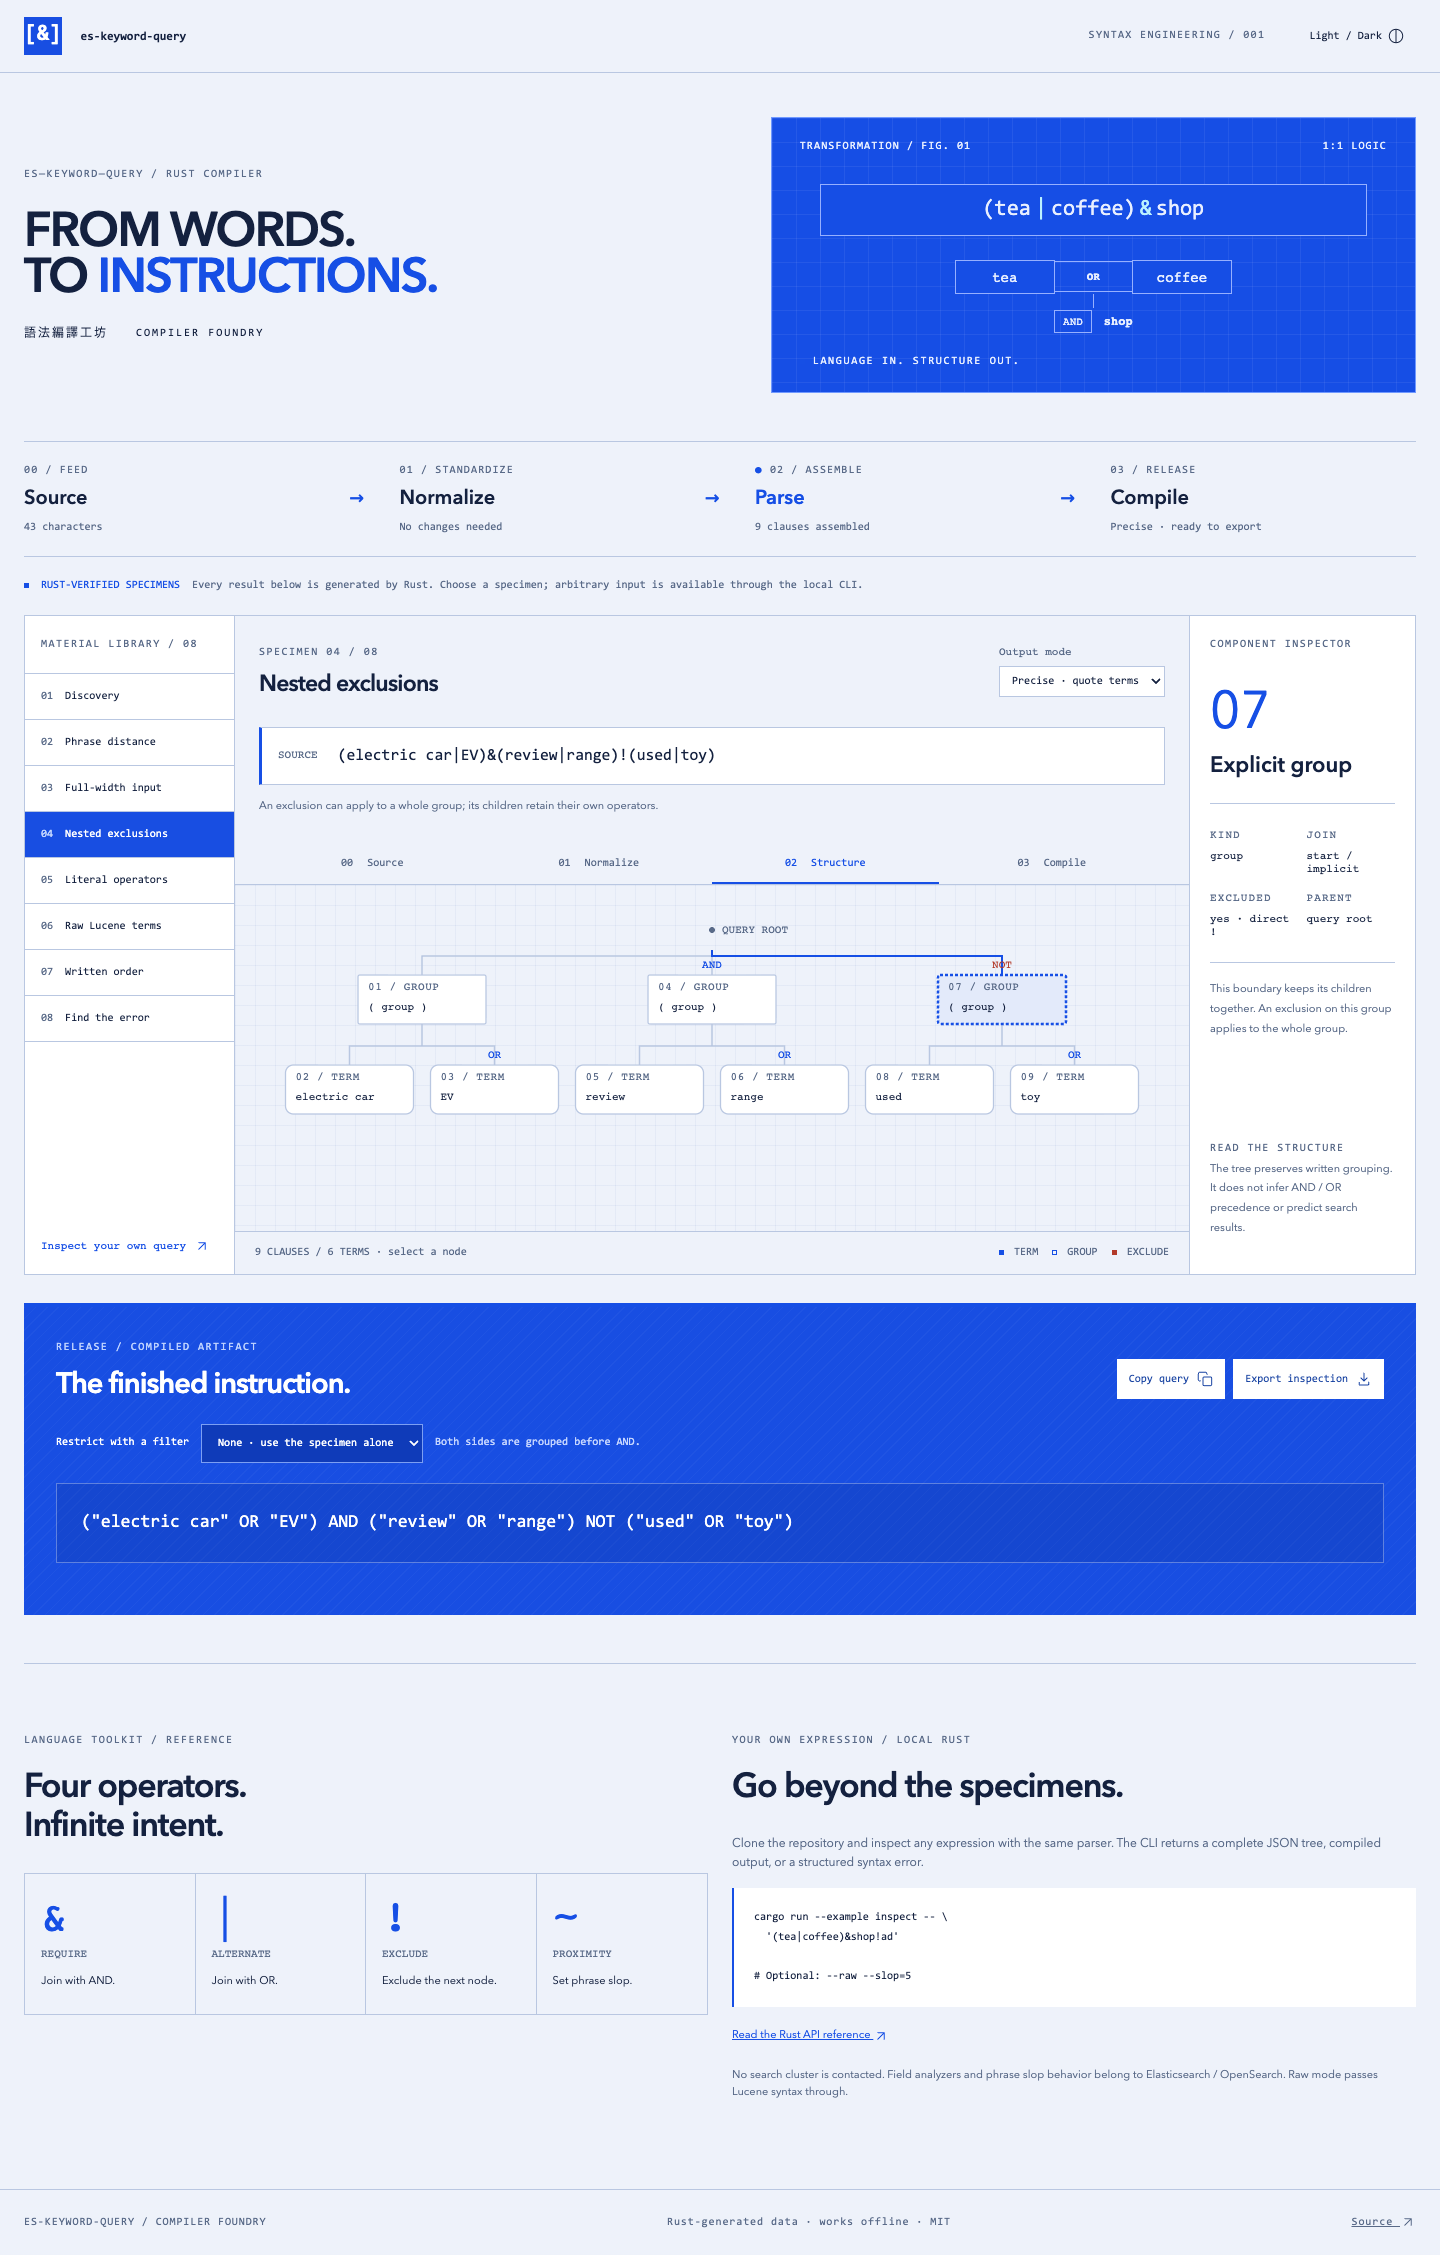 [&] es-keyword-query
SYNTAX ENGINEERING / 001
Light / Dark
ES—KEYWORD—QUERY / RUST COMPILER
FROM WORDS.
TO INSTRUCTIONS.
語法編譯工坊 COMPILER FOUNDRY
TRANSFORMATION / FIG. 01
1:1 LOGIC
(tea | coffee) & shop
tea OR coffee
AND shop
LANGUAGE IN. STRUCTURE OUT.
00 / FEED
Source
43 characters
→
01 / STANDARDIZE
Normalize
No changes needed
→
02 / ASSEMBLE
Parse
9 clauses assembled
→
03 / RELEASE
Compile
Precise · ready to export
RUST-VERIFIED SPECIMENS Every result below is generated by Rust. Choose a specimen; arbitrary input is available through the local CLI.
MATERIAL LIBRARY / 08
01 Discovery
02 Phrase distance
03 Full-width input
04 Nested exclusions
05 Literal operators
06 Raw Lucene terms
07 Written order
08 Find the error
Inspect your own query
SPECIMEN 04 / 08
Nested exclusions
Output mode
Precise · quote terms
SOURCE (electric car|EV)&(review|range)!(used|toy)
An exclusion can apply to a whole group; its children retain their own operators.
00 Source
01 Normalize
02 Structure
03 Compile
QUERY ROOT
AND
NOT
01 / GROUP
( group )
04 / GROUP
( group )
07 / GROUP
( group )
OR
OR
OR
02 / TERM
electric car
03 / TERM
EV
05 / TERM
review
06 / TERM
range
08 / TERM
used
09 / TERM
toy
9 CLAUSES / 6 TERMS · select a node
TERM GROUP EXCLUDE
COMPONENT INSPECTOR
07
Explicit group
KIND
group
JOIN
start /
implicit
EXCLUDED
yes · direct
!
PARENT
query root
This boundary keeps its children
together. An exclusion on this group
applies to the whole group.
READ THE STRUCTURE
The tree preserves written grouping.
It does not infer AND / OR
precedence or predict search
results.
RELEASE / COMPILED ARTIFACT
The finished instruction.
Copy query
Export inspection
Restrict with a filter
None · use the specimen alone
Both sides are grouped before AND.
("electric car" OR "EV") AND ("review" OR "range") NOT ("used" OR "toy")
LANGUAGE TOOLKIT / REFERENCE
Four operators.
Infinite intent.
&
REQUIRE
Join with AND.
|
ALTERNATE
Join with OR.
!
EXCLUDE
Exclude the next node.
~
PROXIMITY
Set phrase slop.
YOUR OWN EXPRESSION / LOCAL RUST
Go beyond the specimens.
Clone the repository and inspect any expression with the same parser. The CLI returns a complete JSON tree, compiled
output, or a structured syntax error.
cargo run --example inspect -- \
'(tea|coffee)&shop!ad'
# Optional: --raw --slop=5
Read the Rust API reference
No search cluster is contacted. Field analyzers and phrase slop behavior belong to Elasticsearch / OpenSearch. Raw mode passes
Lucene syntax through.
ES-KEYWORD-QUERY / COMPILER FOUNDRY
Rust-generated data · works offline · MIT
Source